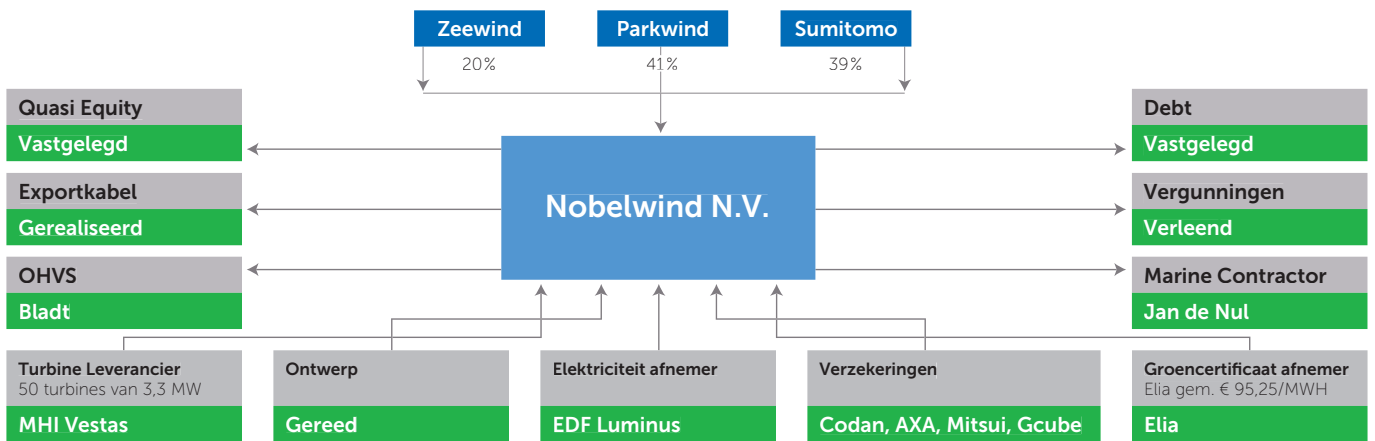 Zeewind Parkwind Sumitomo
20% 41% 39%
Quasi Equity
Vastgelegd
Exportkabel
Gerealiseerd
OHVS
Bladt
Nobelwind N.V.
Debt
Vastgelegd
Vergunningen
Verleend
Marine Contractor
Jan de Nul
Turbine Leverancier
50 turbines van 3,3 MW
MHI Vestas
Ontwerp
Gereed
Elektriciteit afnemer
EDF Luminus
Verzekeringen
Codan, AXA, Mitsui, Gcube
Groencertificaat afnemer
Elia gem. € 95,25/MWH
Elia